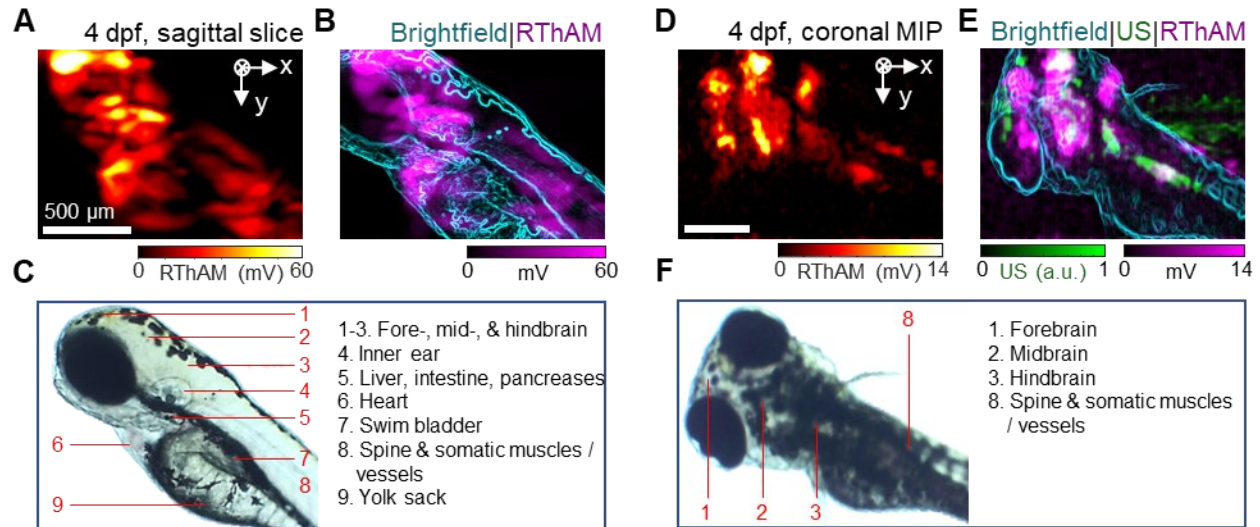 A
4 dpf, sagittal slice
x
y
500 µm
0 RThAM (mV) 60
B
Brightfield|RThAM
0 mV 60
C
1
2
3
4
5
6
7
8
9
1-3. Fore-, mid-, & hindbrain
4. Inner ear
5. Liver, intestine, pancreases
6. Heart
7. Swim bladder
8. Spine & somatic muscles /
vessels
9. Yolk sack
D
4 dpf, coronal MIP
x
y
0 RThAM (mV) 14
E
Brightfield|US|RThAM
0 US (a.u.) 1
0 mV 14
F
8
1
2
3
1. Forebrain
2. Midbrain
3. Hindbrain
8. Spine & somatic muscles
/ vessels